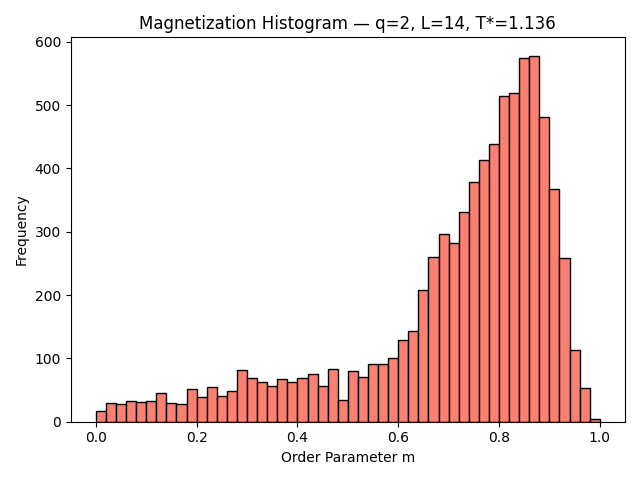 Magnetization Histogram — q=2, L=14, T*=1.136
600
500
400
300
200
100
0
Frequency
0.0 0.2 0.4 0.6 0.8 1.0
Order Parameter m